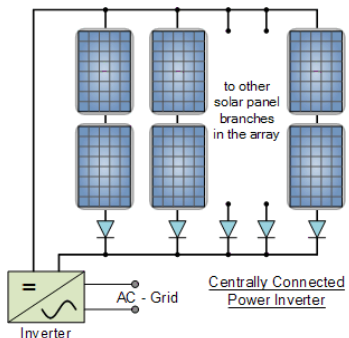 to other
solar panel
branches
in the array
AC - Grid
Centrally Connected
Power Inverter
Inverter